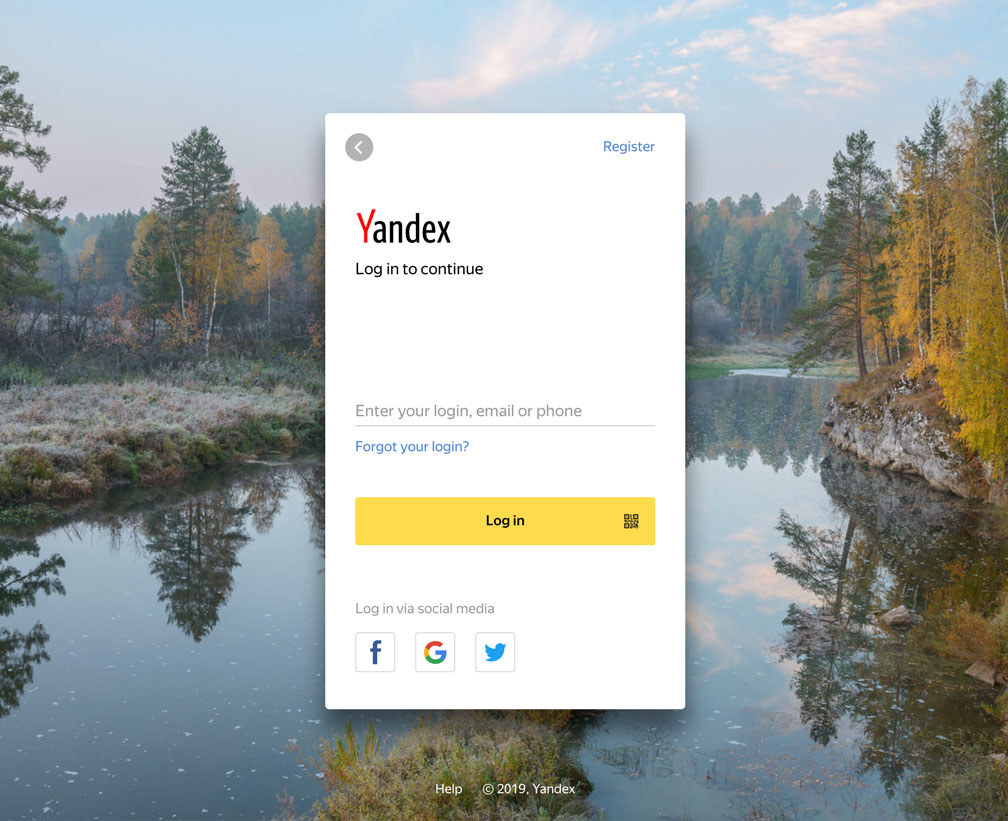 Register
Yandex
Log in to continue
Enter your login, email or phone
Forgot your login?
Log in
Log in via social media
Help © 2019, Yandex